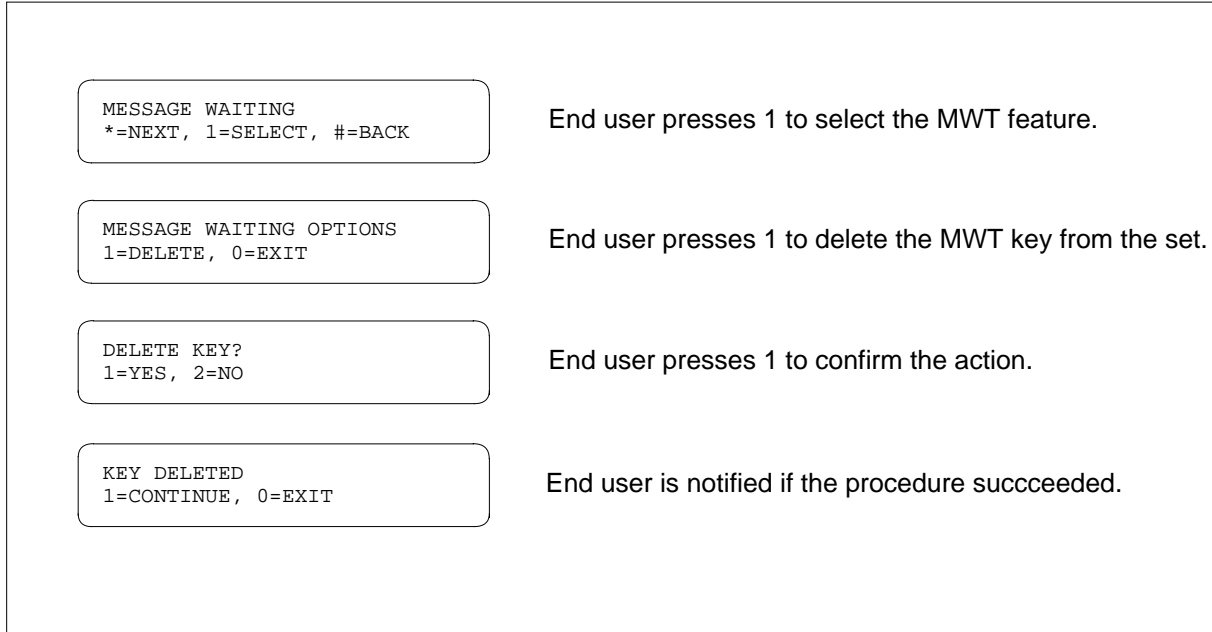 MESSAGE WAITING
*=NEXT, 1=SELECT, #=BACK
End user presses 1 to select the MWT feature.
MESSAGE WAITING OPTIONS
1=DELETE, 0=EXIT
End user presses 1 to delete the MWT key from the set.
DELETE KEY?
1=YES, 2=NO
End user presses 1 to confirm the action.
KEY DELETED
1=CONTINUE, 0=EXIT
End user is notified if the procedure succceeded.